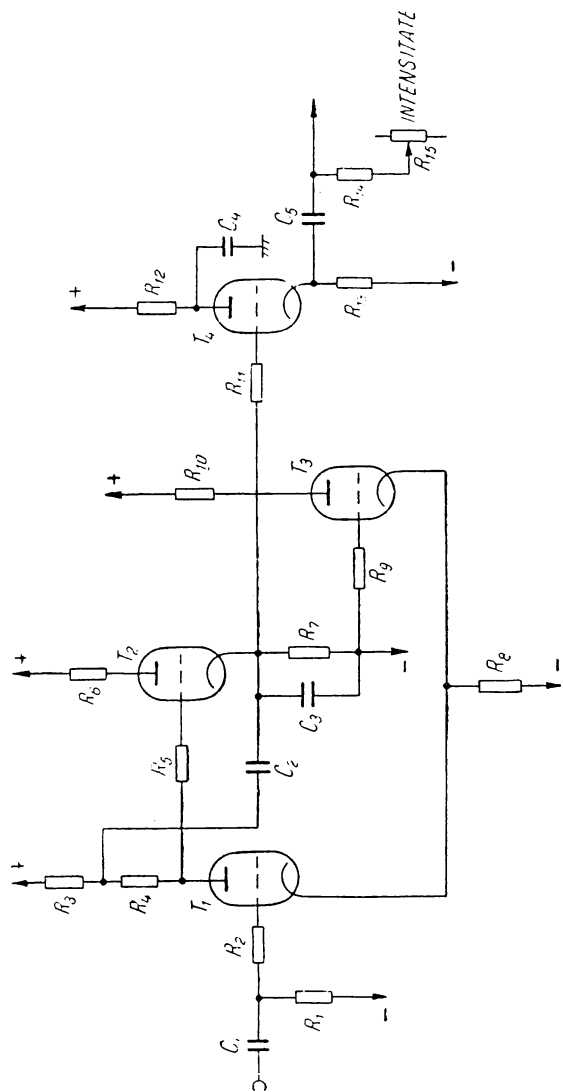 C₁
R₁
R₂
T₁
R₃
+
R₄
R₅
R₆
+
T₂
C₂
C₃
R₇
R₈
R₉
T₃
R₁₀
+
R₁₁
T₄
R₁₂
+
C₄
R₁₃
C₅
R₁₄
R₁₅
INTENSITATE
-
-
-
-